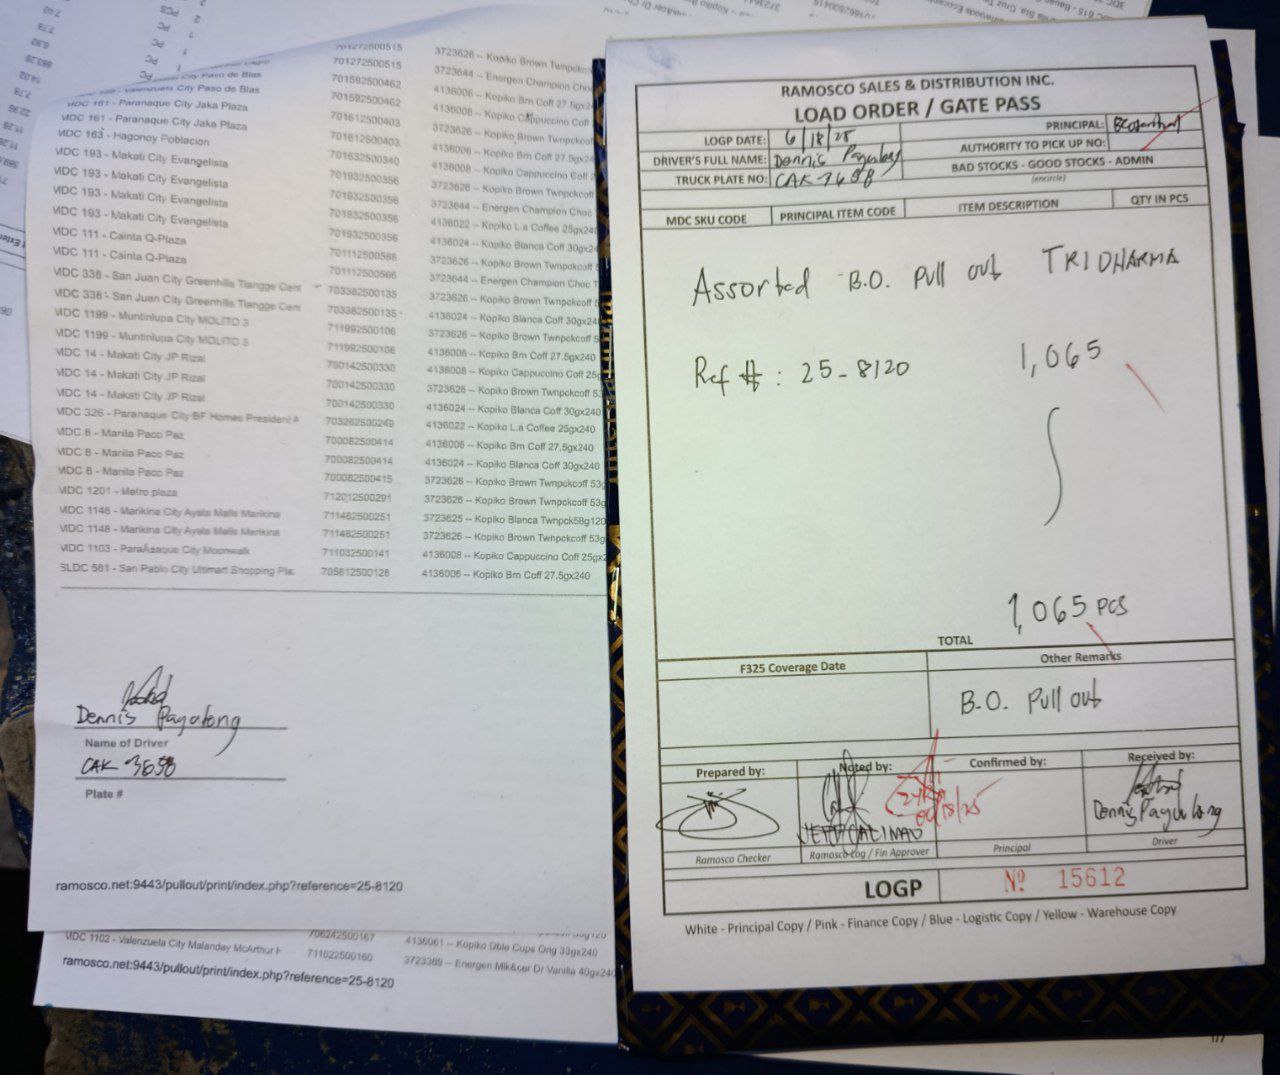 701272500515 3723626 -- Kopiko Brown Twnpckcoff
Paso de Blas 701272500515 3723644 -- Energen Champion Choc
Valenzuela City Paso de Blas 701592500462 4136006 -- Kopiko Brn Coff 27.5gx2
MDC 161 - Paranaque City Jaka Plaza 701592500462 4136008 -- Kopiko Cappuccino Coff
MDC 161 - Paranaque City Jaka Plaza 701612500403 3723626 -- Kopiko Brown Twnpckcoff
MDC 163 - Hagonoy Poblacion 701612500403 4136006 -- Kopiko Brn Coff 27.5gx24
MDC 193 - Makati City Evangelista 701632500340 4136008 -- Kopiko Cappuccino Coff 2
MDC 193 - Makati City Evangelista 701932500356 3723626 -- Kopiko Brown Twnpckcoff
MDC 193 - Makati City Evangelista 701932500356 3723644 -- Energen Champion Choc
MDC 193 - Makati City Evangelista 701932500356 4136022 -- Kopiko L.a Coffee 25gx240
MDC 111 - Cainta Q-Plaza 701932500356 4136024 -- Kopiko Blanca Coff 30gx24
MDC 111 - Cainta Q-Plaza 701112500566 3723626 -- Kopiko Brown Twnpckcoff 5
MDC 338 - San Juan City Greenhills Tiangge Cent 701112500566 3723644 -- Energen Champion Choc T
MDC 338 - San Juan City Greenhills Tiangge Cent 703382500135 3723626 -- Kopiko Brown Twnpckcoff 5
MDC 1199 - Muntinlupa City MOLITO 3 703382500135 4136024 -- Kopiko Blanca Coff 30gx240
MDC 1199 - Muntinlupa City MOLITO 3 711992500106 3723626 -- Kopiko Brown Twnpckcoff 5
MDC 14 - Makati City JP Rizal 711992500106 4136006 -- Kopiko Brn Coff 27.5gx240
MDC 14 - Makati City JP Rizal 700142500330 4136008 -- Kopiko Cappuccino Coff 25g
MDC 14 - Makati City JP Rizal 700142500330 3723626 -- Kopiko Brown Twnpckcoff 53
MDC 326 - Paranaque City BF Homes President A 700142500330 4136024 -- Kopiko Blanca Coff 30gx240
MDC 8 - Manila Paco Paz 703262500249 4136022 -- Kopiko L.a Coffee 25gx240
MDC 8 - Manila Paco Paz 700082500414 4136006 -- Kopiko Brn Coff 27.5gx240
MDC 8 - Manila Paco Paz 700082500414 4136024 -- Kopiko Blanca Coff 30gx240
MDC 1201 - Metro plaza 700082500415 3723626 -- Kopiko Brown Twnpckcoff 53g
MDC 1148 - Marikina City Ayala Malls Marikina 712012500291 3723626 -- Kopiko Brown Twnpckcoff 53g
MDC 1148 - Marikina City Ayala Malls Marikina 711482500251 3723625 -- Kopiko Blanca Twnpck58g120
MDC 1103 - ParaÃ±aque City Moonwalk 711482500251 3723626 -- Kopiko Brown Twnpckcoff 53g
SLDC 581 - San Pablo City Ultimart Shopping Pla 711032500141 4136008 -- Kopiko Cappuccino Coff 25gx2
705812500128 4136006 -- Kopiko Brn Coff 27.5gx240
Dennis Payulong
Name of Driver
CAK 3658
Plate #
ramosco.net:9443/pullout/print/index.php?reference=25-8120
706242500167 4136061 -- Kopiko Dble Cups Orig 33gx240
MDC 1102 - Valenzuela City Malanday McArthur H 711022500160 3723389 -- Energen Mlk&cer Dr Vanilla 40gx240
ramosco.net:9443/pullout/print/index.php?reference=25-8120
RAMOSCO SALES & DISTRIBUTION INC.
LOAD ORDER / GATE PASS
LOGP DATE: 6/18/25 PRINCIPAL:
DRIVER'S FULL NAME: Dennis Payulong AUTHORITY TO PICK UP NO:
TRUCK PLATE NO: CAK 3658 BAD STOCKS - GOOD STOCKS - ADMIN
(encircle)
MDC SKU CODE PRINCIPAL ITEM CODE ITEM DESCRIPTION QTY IN PCS
Assorted B.O. Pull out TRIDHARMA
Ref #: 25-8120 1,065
1,065 PCS
TOTAL
F325 Coverage Date Other Remarks
B.O. Pull out
Prepared by: Noted by: Confirmed by: Received by:
06/18/25
Dennis Payulong
Ramosco Checker Ramosco Log / Fin Approver Principal Driver
LOGP Nº 15612
White - Principal Copy / Pink - Finance Copy / Blue - Logistic Copy / Yellow - Warehouse Copy